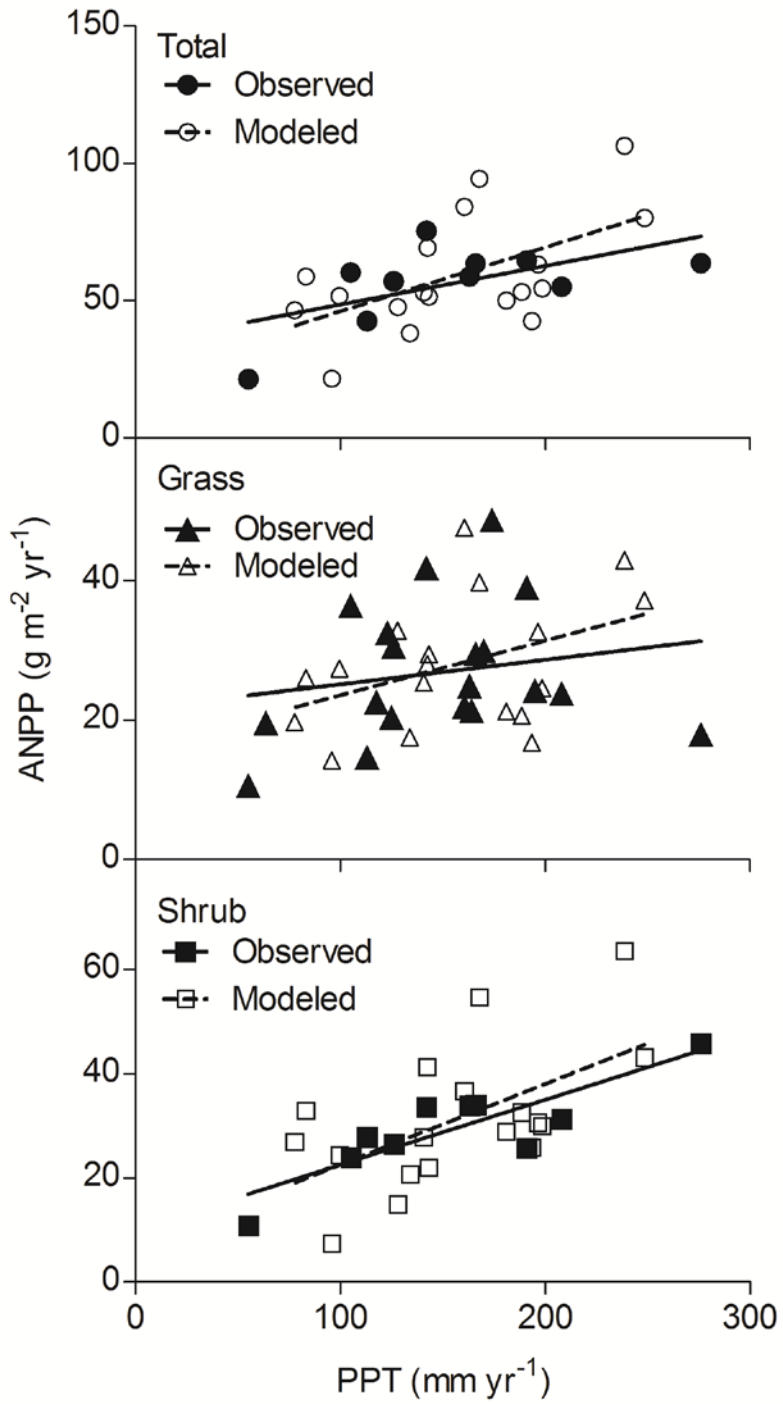 150
Total
Observed
Modeled
100
50
0
Grass
Observed
Modeled
40
20
0
ANPP (g m⁻² yr⁻¹)
Shrub
Observed
Modeled
60
40
20
0
0 100 200 300
PPT (mm yr⁻¹)